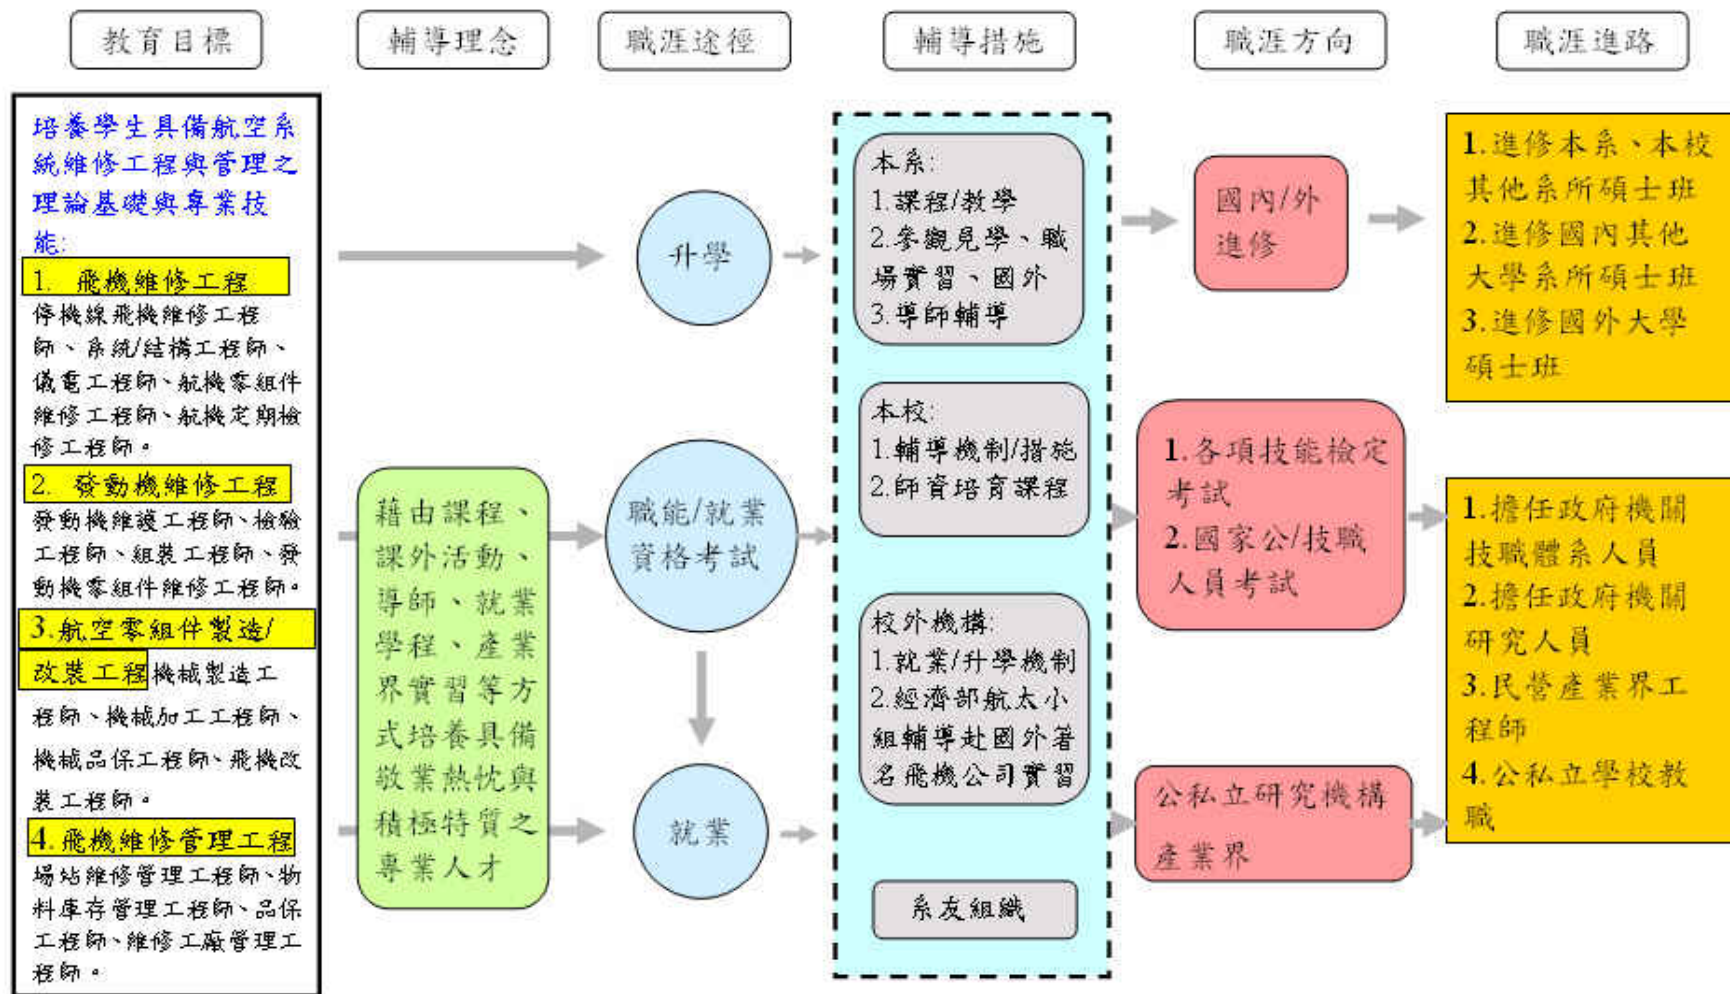 教育目標
輔導理念
職涯途徑
輔導措施
職涯方向
職涯進路
培養學生具備航空系
統維修工程與管理之
理論基礎與專業技
能:
1. 飛機維修工程
停機線飛機維修工程
師、系統/結構工程師、
儀電工程師、航機零組件
維修工程師、航機定期檢
修工程師。
2. 發動機維修工程
發動機維護工程師、檢驗
工程師、組裝工程師、發
動機零組件維修工程師。
3.航空零組件製造/
改裝工程機械製造工
程師、機械加工工程師、
機械品保工程師、飛機改
裝工程師。
4.飛機維修管理工程
場站維修管理工程師、物
料庫存管理工程師、品保
工程師、維修工廠管理工
程師。
藉由課程、
課外活動、
導師、就業
學程、產業
界實習等方
式培養具備
敬業熱忱與
積極特質之
專業人才
升學
職能/就業
資格考試
就業
本系:
1.課程/教學
2.參觀見學、職
場實習、國外
3.導師輔導
本校:
1.輔導機制/措施
2.師資培育課程
校外機構:
1.就業/升學機制
2.經濟部航太小
組輔導赴國外著
名飛機公司實習
系友組織
國內/外
進修
1.各項技能檢定
考試
2.國家公/技職
人員考試
公私立研究機構
產業界
1.進修本系、本校
其他系所碩士班
2.進修國內其他
大學系所碩士班
3.進修國外大學
碩士班
1.擔任政府機關
技職體系人員
2.擔任政府機關
研究人員
3.民營產業界工
程師
4.公私立學校教
職